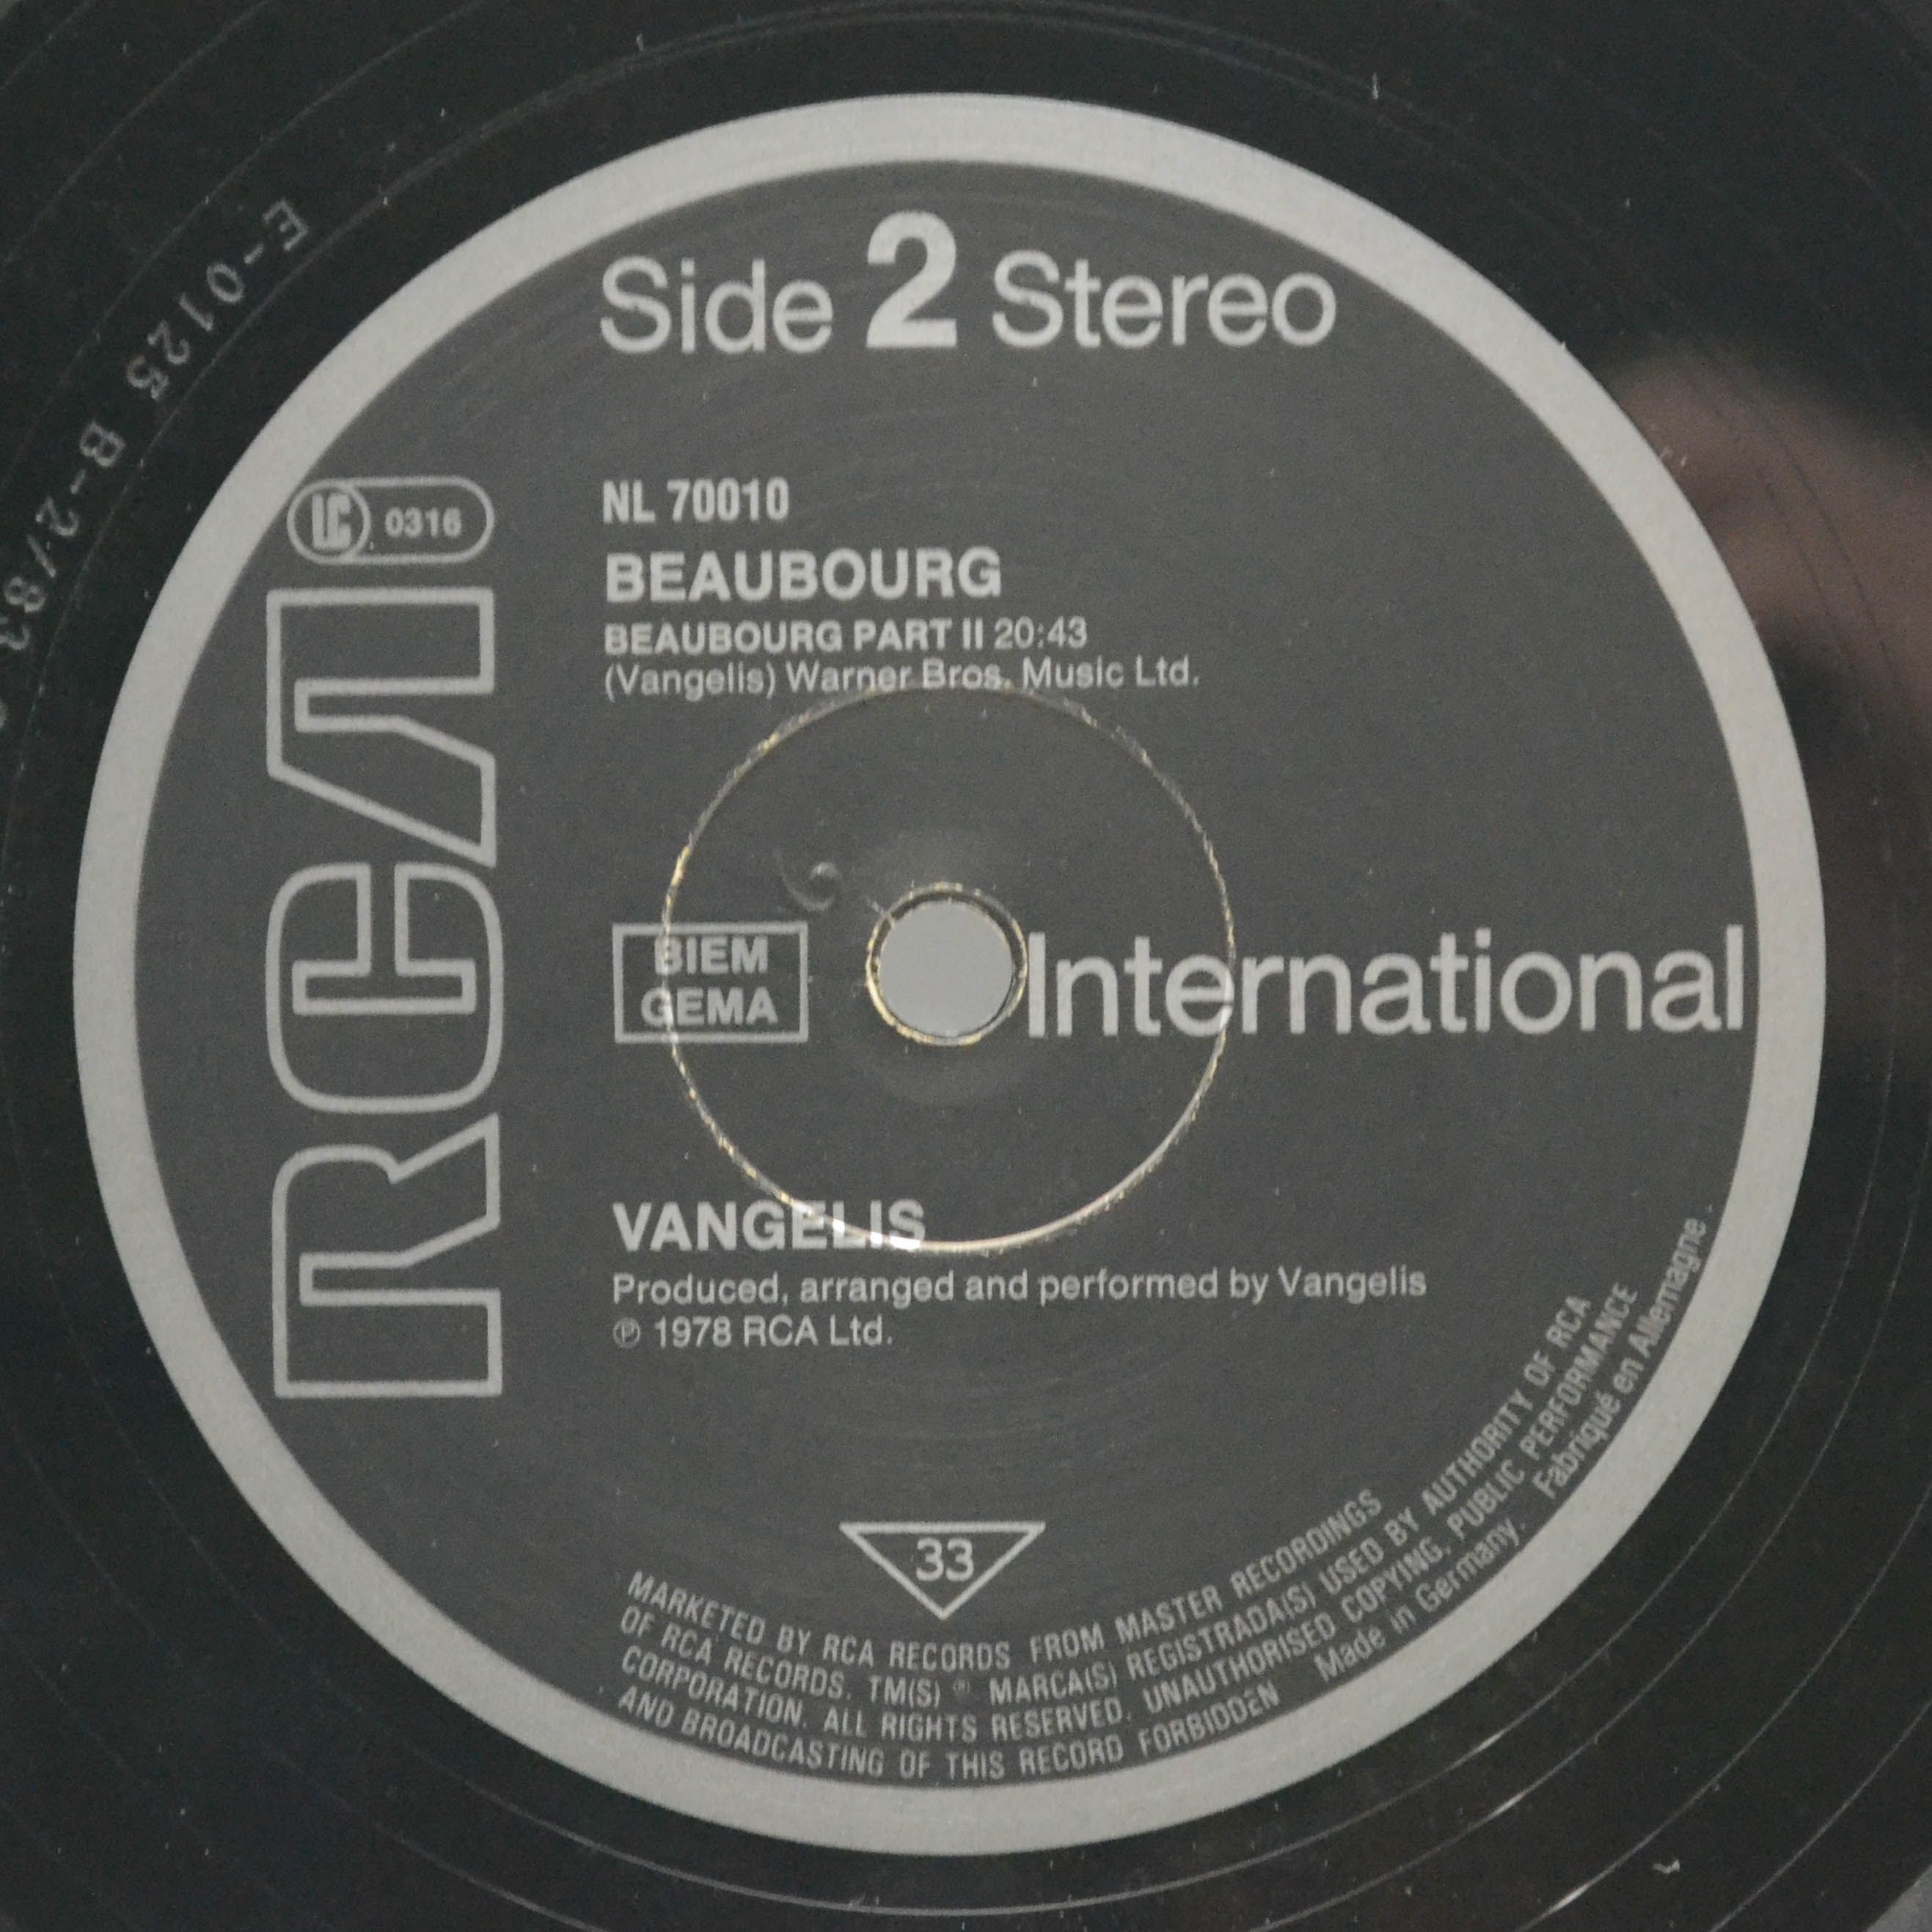 Side 2 Stereo
E-0125 B-2/83
LC 0316
RCA
NL 70010
BEAUBOURG
BEAUBOURG PART II 20:43
(Vangelis) Warner Bros. Music Ltd.
BIEM
GEMA
International
VANGELIS
Produced, arranged and performed by Vangelis
℗ 1978 RCA Ltd.
33
MARKETED BY RCA RECORDS FROM MASTER RECORDINGS
OF RCA RECORDS. TM(S) ® MARCA(S) REGISTRADA(S) USED BY AUTHORITY OF RCA
CORPORATION. ALL RIGHTS RESERVED. UNAUTHORISED COPYING, PUBLIC PERFORMANCE
AND BROADCASTING OF THIS RECORD FORBIDDEN Made in Germany. Fabriqué en Allemagne.